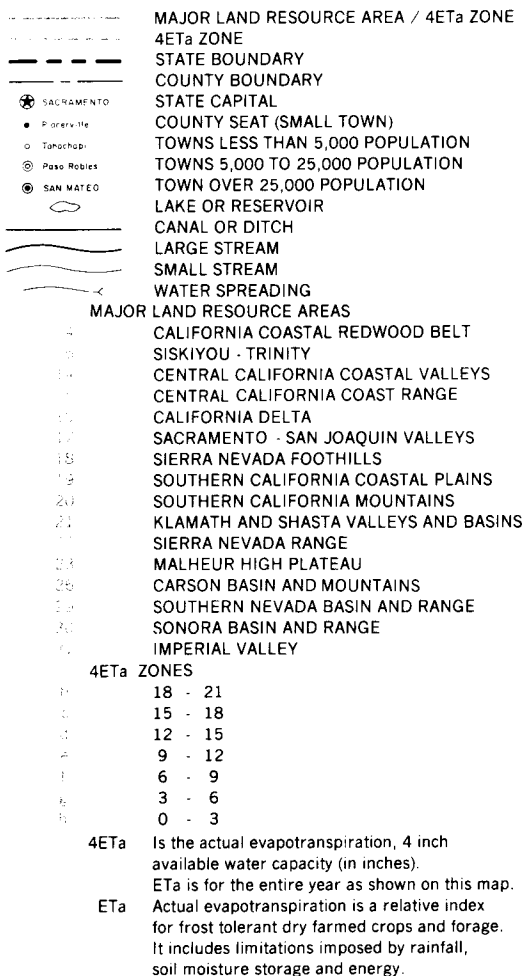 MAJOR LAND RESOURCE AREA / 4ETa ZONE
4ETa ZONE
STATE BOUNDARY
COUNTY BOUNDARY
SACRAMENTO STATE CAPITAL
COUNTY SEAT (SMALL TOWN)
TOWNS LESS THAN 5,000 POPULATION
Paso Robles TOWNS 5,000 TO 25,000 POPULATION
SAN MATEO TOWN OVER 25,000 POPULATION
LAKE OR RESERVOIR
CANAL OR DITCH
LARGE STREAM
SMALL STREAM
WATER SPREADING
MAJOR LAND RESOURCE AREAS
4 CALIFORNIA COASTAL REDWOOD BELT
SISKIYOU - TRINITY
CENTRAL CALIFORNIA COASTAL VALLEYS
CENTRAL CALIFORNIA COAST RANGE
CALIFORNIA DELTA
SACRAMENTO - SAN JOAQUIN VALLEYS
18 SIERRA NEVADA FOOTHILLS
19 SOUTHERN CALIFORNIA COASTAL PLAINS
20 SOUTHERN CALIFORNIA MOUNTAINS
21 KLAMATH AND SHASTA VALLEYS AND BASINS
SIERRA NEVADA RANGE
23 MALHEUR HIGH PLATEAU
26 CARSON BASIN AND MOUNTAINS
SOUTHERN NEVADA BASIN AND RANGE
SONORA BASIN AND RANGE
IMPERIAL VALLEY
4ETa ZONES
18 - 21
15 - 18
12 - 15
9 - 12
6 - 9
3 - 6
0 - 3
4ETa Is the actual evapotranspiration, 4 inch
available water capacity (in inches).
ETa is for the entire year as shown on this map.
ETa Actual evapotranspiration is a relative index
for frost tolerant dry farmed crops and forage.
It includes limitations imposed by rainfall,
soil moisture storage and energy.